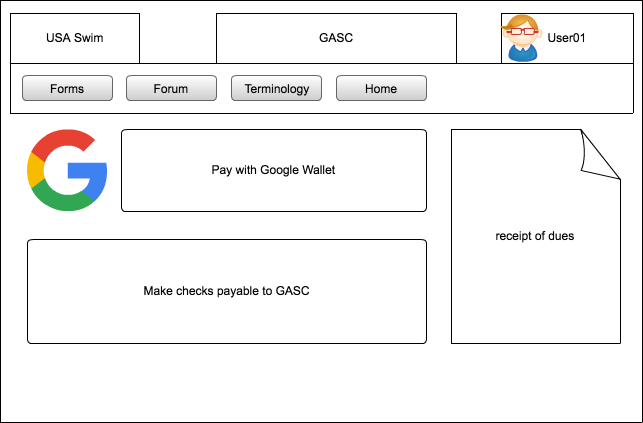 USA Swim
GASC
User01
Forms
Forum
Terminology
Home
Pay with Google Wallet
receipt of dues
Make checks payable to GASC